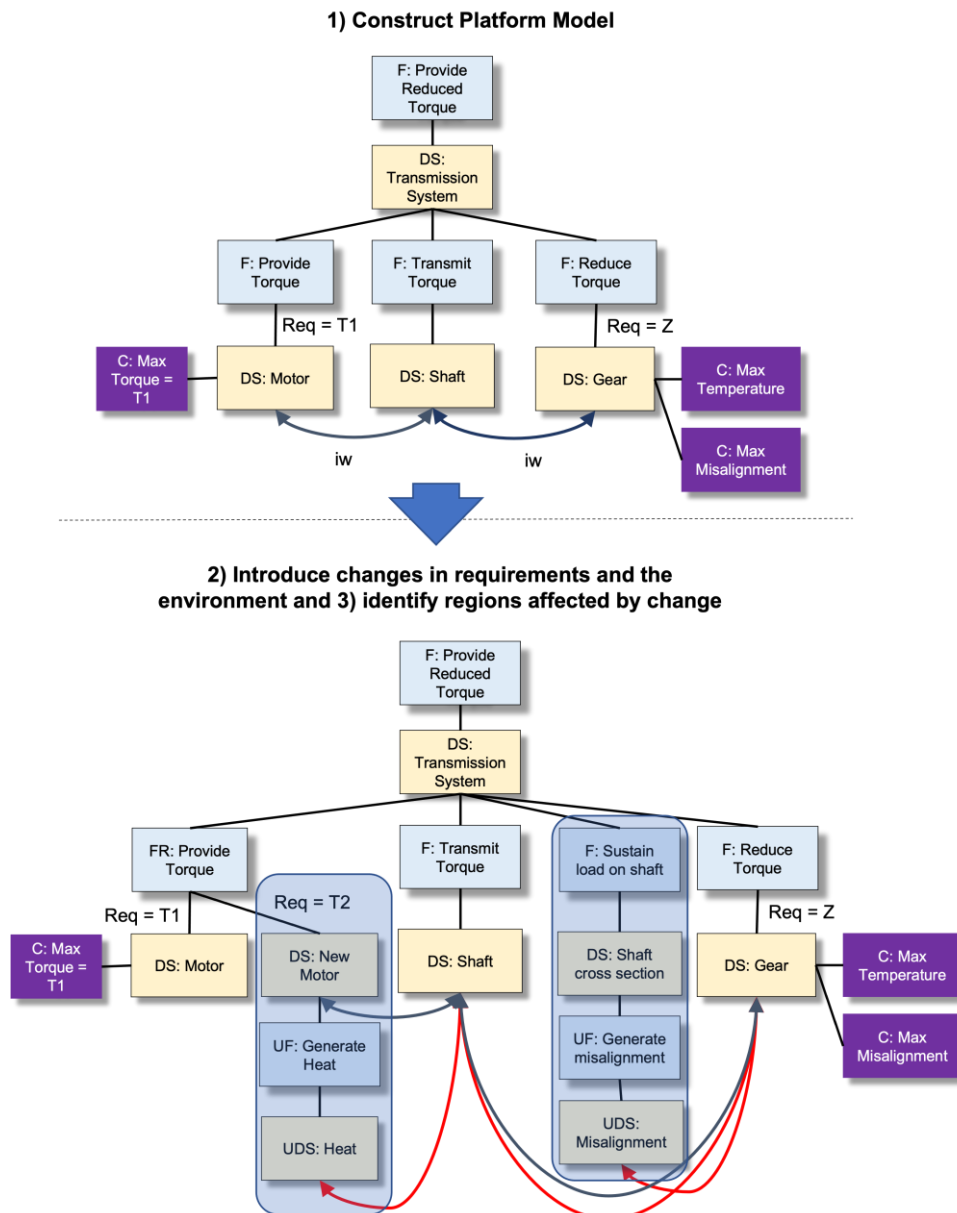 1) Construct Platform Model
F: Provide
Reduced
Torque
DS:
Transmission
System
F: Provide
Torque
F: Transmit
Torque
F: Reduce
Torque
Req = T1
Req = Z
C: Max
Torque =
T1
DS: Motor
DS: Shaft
DS: Gear
C: Max
Temperature
C: Max
Misalignment
iw
iw
2) Introduce changes in requirements and the
environment and 3) identify regions affected by change
F: Provide
Reduced
Torque
DS:
Transmission
System
FR: Provide
Torque
F: Transmit
Torque
F: Sustain
load on shaft
F: Reduce
Torque
Req = T1
Req = T2
Req = Z
C: Max
Torque =
T1
DS: Motor
DS: New
Motor
DS: Shaft
DS: Shaft
cross section
DS: Gear
C: Max
Temperature
UF: Generate
Heat
UF: Generate
misalignment
C: Max
Misalignment
UDS: Heat
UDS:
Misalignment